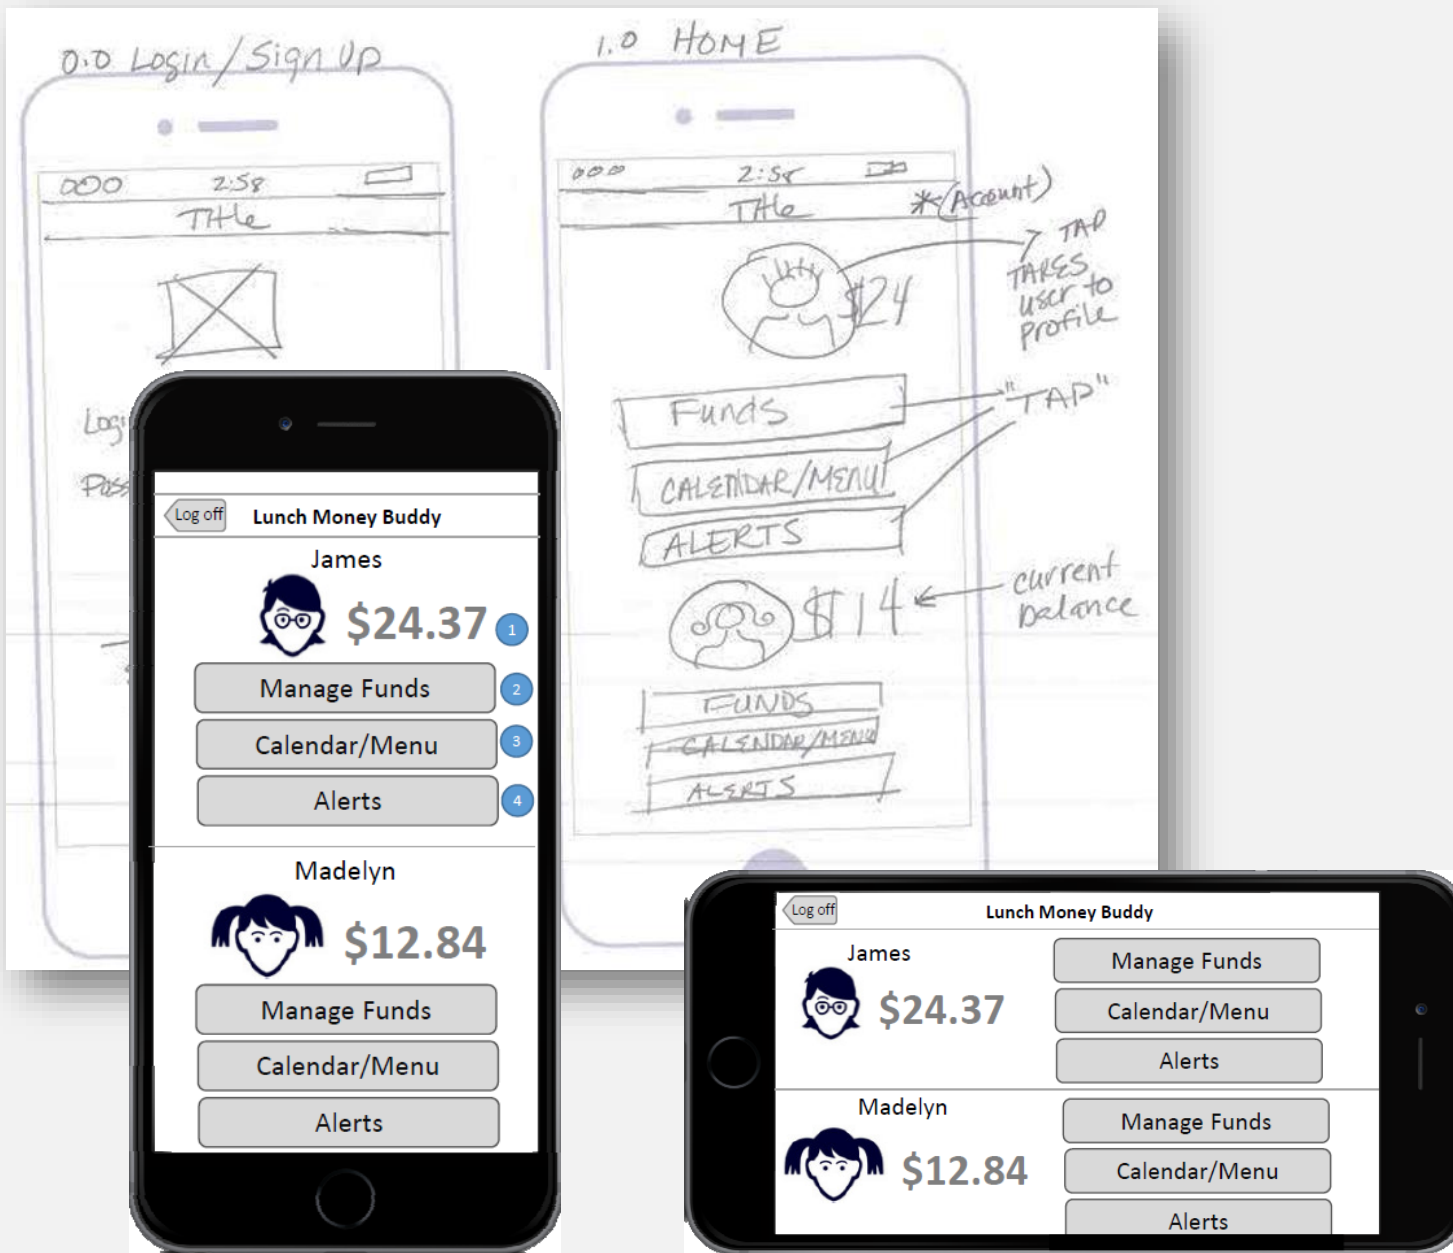 0.0 Login/Sign Up
2:58
Title
Logi
Pass
1.0 HOME
2:58
Title *(Account)
$24
TAP
TAKES
user to
profile
Funds
"TAP"
CALENDAR/MENU
ALERTS
$14
current
balance
FUNDS
CALENDAR/MENU
ALERTS
Log off Lunch Money Buddy
James
$24.37 1
Manage Funds 2
Calendar/Menu 3
Alerts 4
Madelyn
$12.84
Manage Funds
Calendar/Menu
Alerts
Log off Lunch Money Buddy
James
$24.37
Manage Funds
Calendar/Menu
Alerts
Madelyn
$12.84
Manage Funds
Calendar/Menu
Alerts